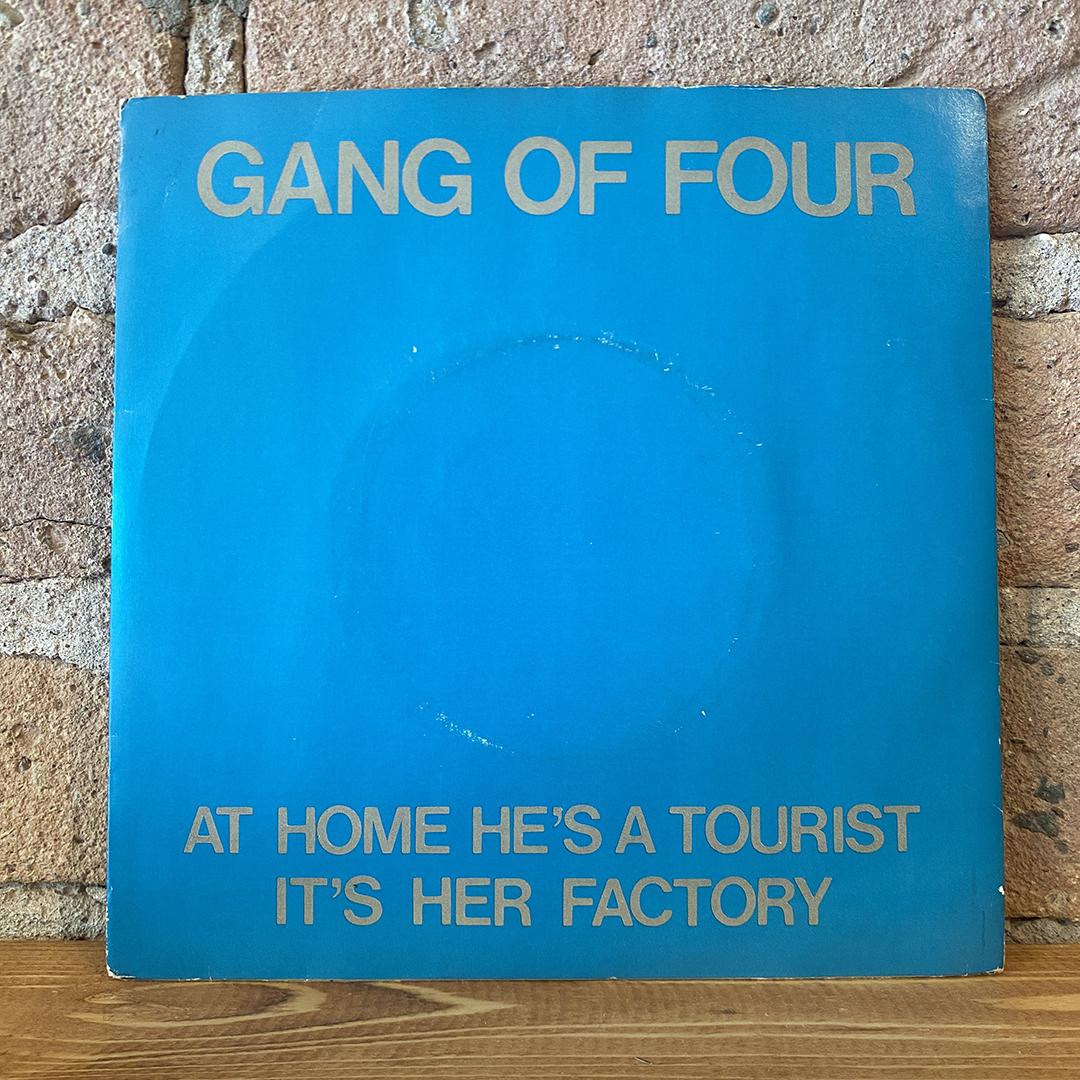 GANG OF FOUR
AT HOME HE'S A TOURIST
IT'S HER FACTORY